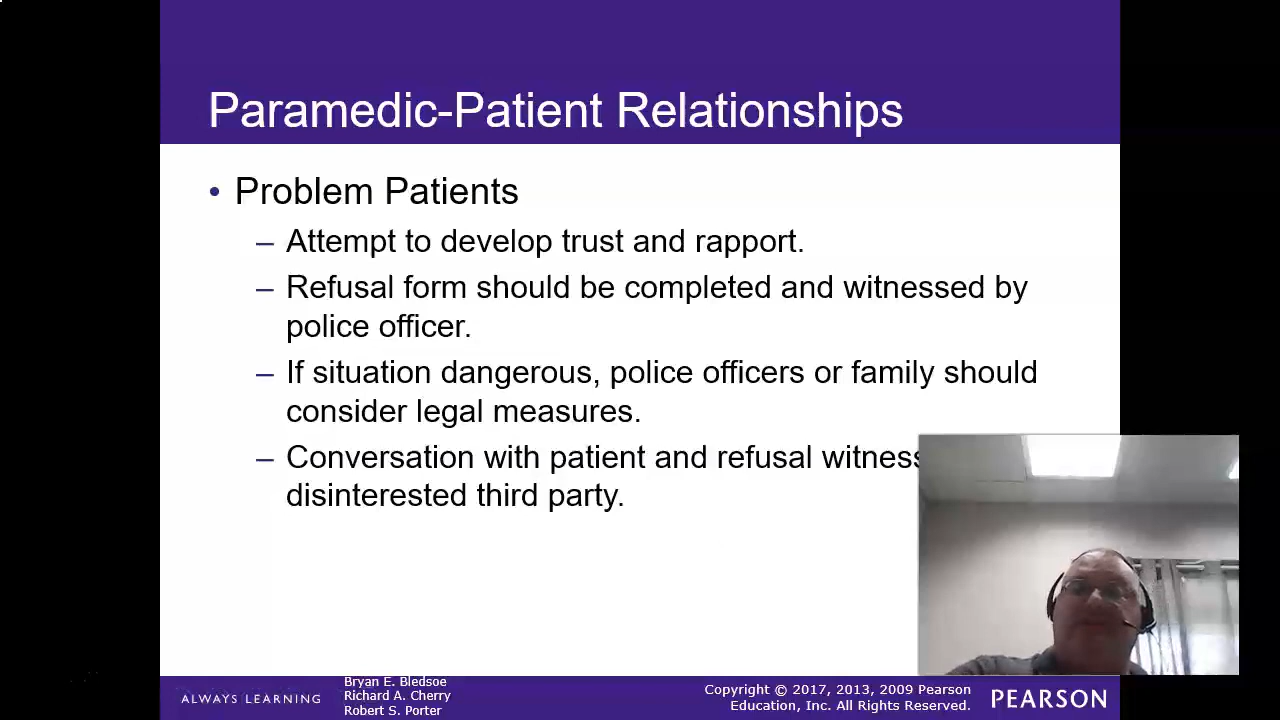 Paramedic-Patient Relationships
• Problem Patients
– Attempt to develop trust and rapport.
– Refusal form should be completed and witnessed by
police officer.
– If situation dangerous, police officers or family should
consider legal measures.
– Conversation with patient and refusal
disinterested third party.
ALWAYS LEARNING
Bryan E. Bledsoe
Richard A. Cherry
Robert S. Porter
Copyright © 2017, 2013, 2009 Pearson
Education, Inc. All Rights Reserved.
PEARSON